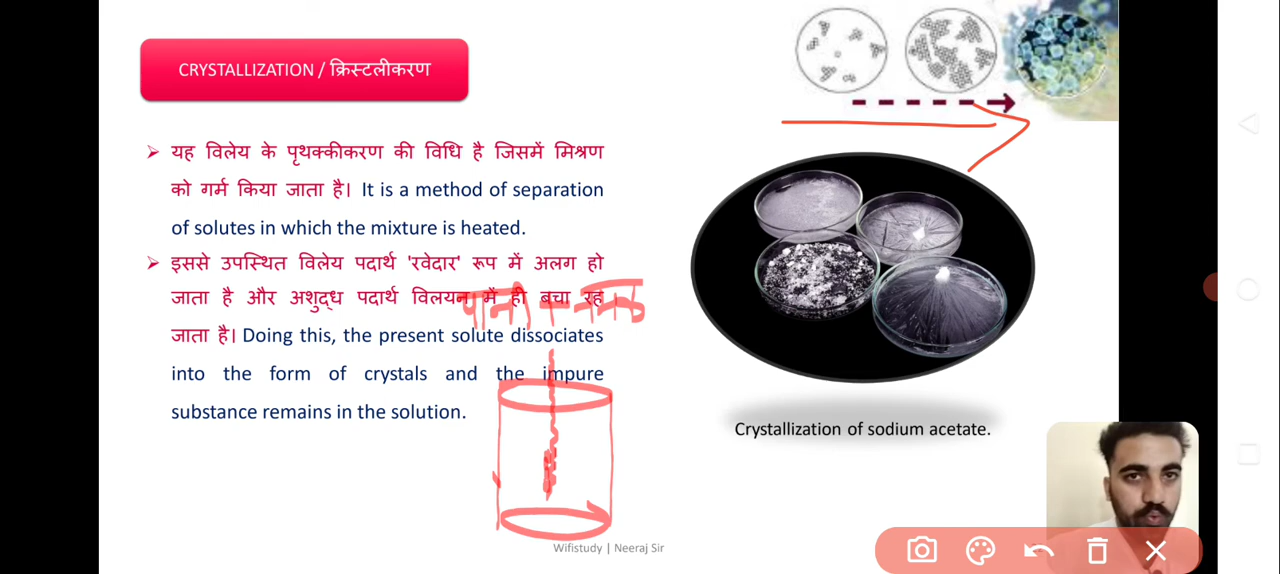 CRYSTALLIZATION / क्रिस्टलीकरण
➢ यह विलेय के पृथक्कीकरण की विधि है जिसमें मिश्रण
को गर्म किया जाता है। It is a method of separation
of solutes in which the mixture is heated.
➢ इससे उपस्थित विलेय पदार्थ 'रवेदार' रूप में अलग हो
जाता है और अशुद्ध पदार्थ विलयन में ही बचा रह
जाता है। Doing this, the present solute dissociates
into the form of crystals and the impure
substance remains in the solution.
पानी + नमक
Crystallization of sodium acetate.
Wifistudy | Neeraj Sir